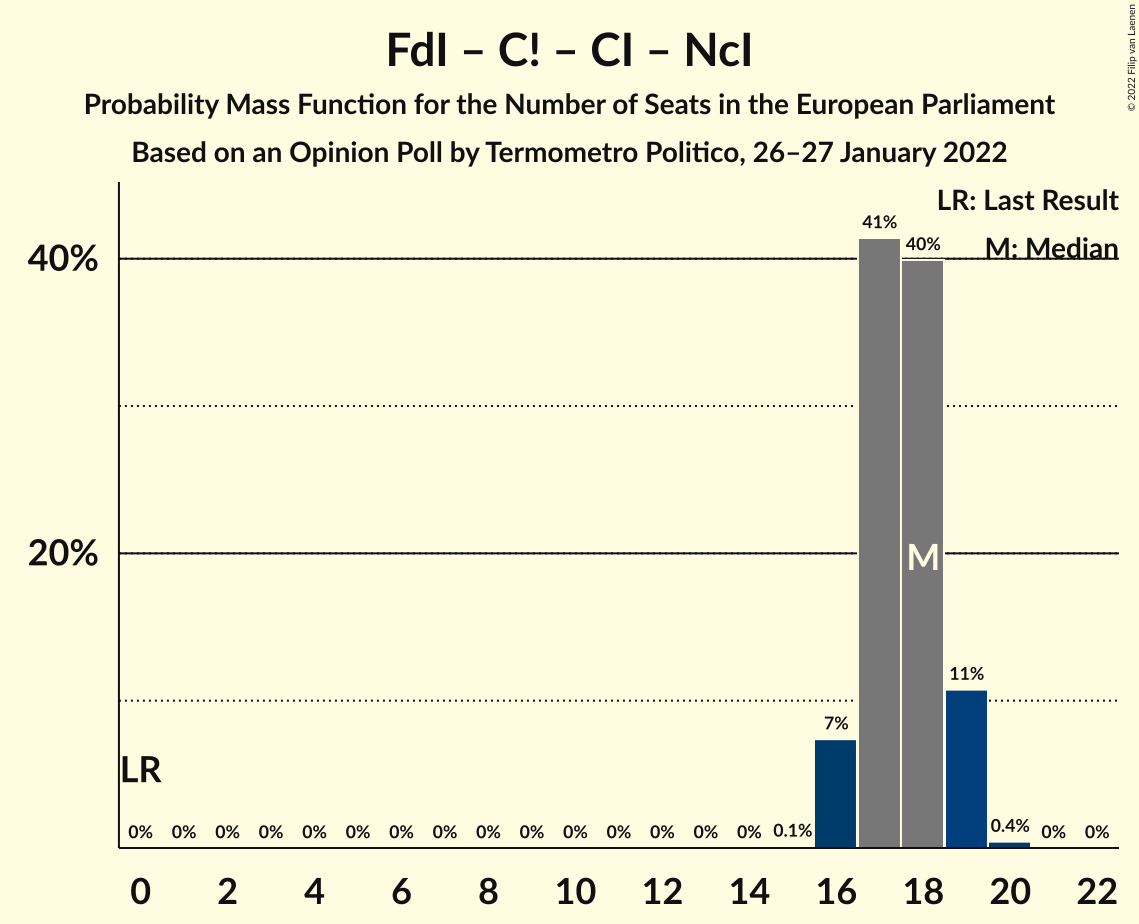 FdI – C! – CI – NcI
Probability Mass Function for the Number of Seats in the European Parliament
Based on an Opinion Poll by Termometro Politico, 26–27 January 2022
© 2022 Filip van Laenen
LR: Last Result
M: Median
41%
40%
40%
20%
M
11%
7%
LR
0% 0% 0% 0% 0% 0% 0% 0% 0% 0% 0% 0% 0% 0% 0% 0.1% 0.4% 0% 0%
0 2 4 6 8 10 12 14 16 18 20 22